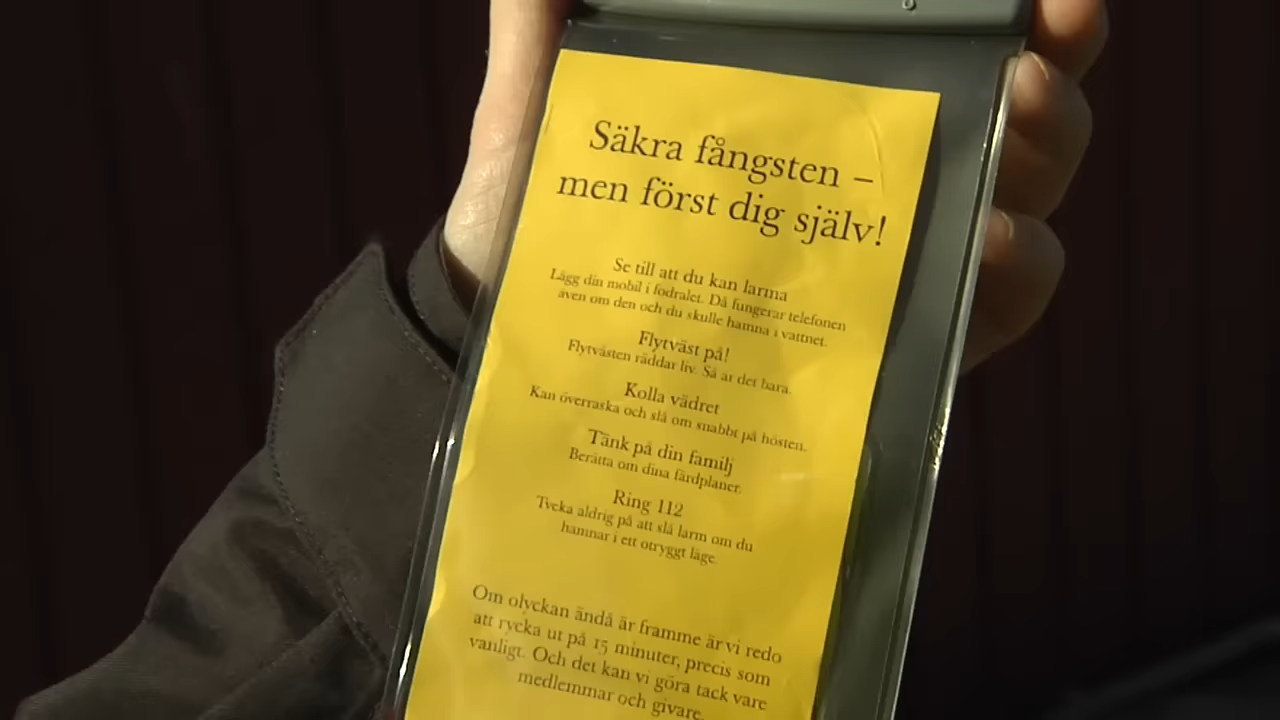 Säkra fångsten –
men först dig själv!
Se till att du kan larma
Lägg din mobil i fodralet. Då fungerar telefonen
även om den och du skulle hamna i vattnet.
Flytväst på!
Flytvästen räddar liv. Så är det bara.
Kolla vädret
Kan överraska och slå om snabbt på hösten.
Tänk på din familj
Berätta om dina färdplaner.
Ring 112
Tveka aldrig på att slå larm om du
hamnar i ett otryggt läge.
Om olyckan ändå är framme är vi redo
att rycka ut på 15 minuter, precis som
vanligt. Och det kan vi göra tack vare
medlemmar och givare.